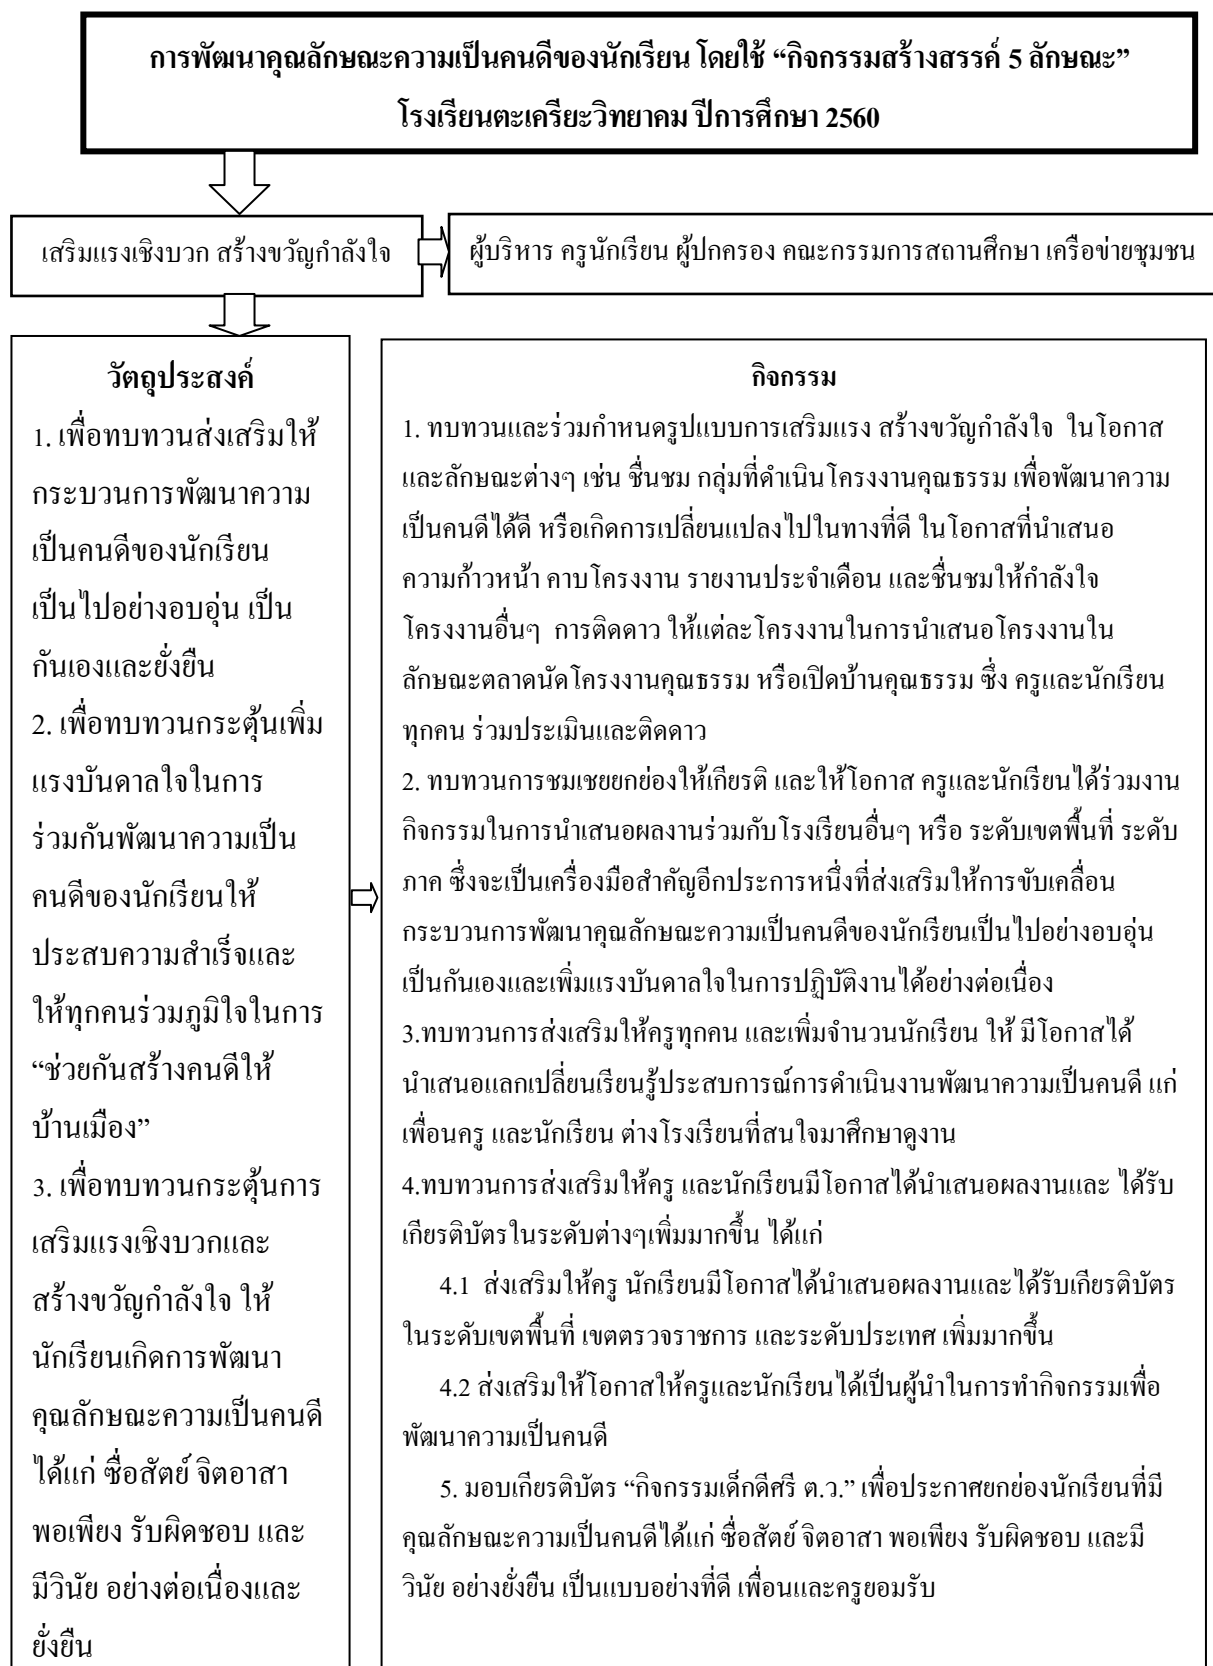 การพัฒนาคุณลักษณะความเป็นคนดีของนักเรียน โดยใช้ “กิจกรรมสร้างสรรค์ 5 ลักษณะ”
โรงเรียนตะเครียะวิทยาคม ปีการศึกษา 2560
เสริมแรงเชิงบวก สร้างขวัญกำลังใจ
ผู้บริหาร ครูนักเรียน ผู้ปกครอง คณะกรรมการสถานศึกษา เครือข่ายชุมชน
วัตถุประสงค์
1. เพื่อทบทวนส่งเสริมให้
กระบวนการพัฒนาความ
เป็นคนดีของนักเรียน
เป็นไปอย่างอบอุ่น เป็น
กันเองและยั่งยืน
2. เพื่อทบทวนกระตุ้นเพิ่ม
แรงบันดาลใจในการ
ร่วมกันพัฒนาความเป็น
คนดีของนักเรียนให้
ประสบความสำเร็จและ
ให้ทุกคนร่วมภูมิใจในการ
“ช่วยกันสร้างคนดีให้
บ้านเมือง”
3. เพื่อทบทวนกระตุ้นการ
เสริมแรงเชิงบวกและ
สร้างขวัญกำลังใจ ให้
นักเรียนเกิดการพัฒนา
คุณลักษณะความเป็นคนดี
ได้แก่ ซื่อสัตย์ จิตอาสา
พอเพียง รับผิดชอบ และ
มีวินัย อย่างต่อเนื่องและ
ยั่งยืน
กิจกรรม
1. ทบทวนและร่วมกำหนดรูปแบบการเสริมแรง สร้างขวัญกำลังใจ ในโอกาส
และลักษณะต่างๆ เช่น ชื่นชม กลุ่มที่ดำเนินโครงงานคุณธรรม เพื่อพัฒนาความ
เป็นคนดีได้ดี หรือเกิดการเปลี่ยนแปลงไปในทางที่ดี ในโอกาสที่นำเสนอ
ความก้าวหน้า คาบโครงงาน รายงานประจำเดือน และชื่นชมให้กำลังใจ
โครงงานอื่นๆ การติดดาว ให้แต่ละโครงงานในการนำเสนอโครงงานใน
ลักษณะตลาดนัดโครงงานคุณธรรม หรือเปิดบ้านคุณธรรม ซึ่ง ครูและนักเรียน
ทุกคน ร่วมประเมินและติดดาว
2. ทบทวนการชมเชยยกย่องให้เกียรติ และให้โอกาส ครูและนักเรียนได้ร่วมงาน
กิจกรรมในการนำเสนอผลงานร่วมกับโรงเรียนอื่นๆ หรือ ระดับเขตพื้นที่ ระดับ
ภาค ซึ่งจะเป็นเครื่องมือสำคัญอีกประการหนึ่งที่ส่งเสริมให้การขับเคลื่อน
กระบวนการพัฒนาคุณลักษณะความเป็นคนดีของนักเรียนเป็นไปอย่างอบอุ่น
เป็นกันเองและเพิ่มแรงบันดาลใจในการปฏิบัติงานได้อย่างต่อเนื่อง
3.ทบทวนการส่งเสริมให้ครูทุกคน และเพิ่มจำนวนนักเรียน ให้ มีโอกาสได้
นำเสนอแลกเปลี่ยนเรียนรู้ประสบการณ์การดำเนินงานพัฒนาความเป็นคนดี แก่
เพื่อนครู และนักเรียน ต่างโรงเรียนที่สนใจมาศึกษาดูงาน
4.ทบทวนการส่งเสริมให้ครู และนักเรียนมีโอกาสได้นำเสนอผลงานและ ได้รับ
เกียรติบัตรในระดับต่างๆเพิ่มมากขึ้น ได้แก่
4.1 ส่งเสริมให้ครู นักเรียนมีโอกาสได้นำเสนอผลงานและได้รับเกียรติบัตร
ในระดับเขตพื้นที่ เขตตรวจราชการ และระดับประเทศ เพิ่มมากขึ้น
4.2 ส่งเสริมให้โอกาสให้ครูและนักเรียนได้เป็นผู้นำในการทำกิจกรรมเพื่อ
พัฒนาความเป็นคนดี
5. มอบเกียรติบัตร “กิจกรรมเด็กดีศรี ต.ว.” เพื่อประกาศยกย่องนักเรียนที่มี
คุณลักษณะความเป็นคนดีได้แก่ ซื่อสัตย์ จิตอาสา พอเพียง รับผิดชอบ และมี
วินัย อย่างยั่งยืน เป็นแบบอย่างที่ดี เพื่อนและครูยอมรับ